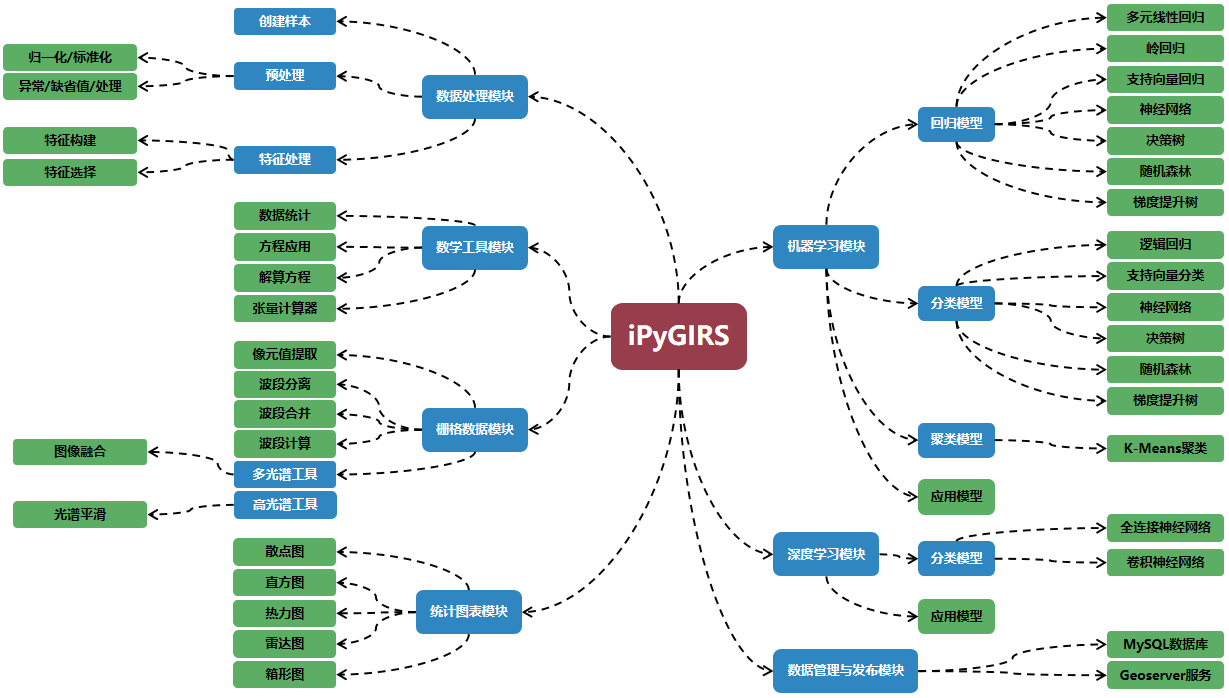 iPyGIRS
数据处理模块
创建样本
预处理
归一化/标准化
异常/缺省值/处理
特征处理
特征构建
特征选择
数学工具模块
数据统计
方程应用
解算方程
张量计算器
栅格数据模块
像元值提取
波段分离
波段合并
波段计算
多光谱工具
图像融合
高光谱工具
光谱平滑
统计图表模块
散点图
直方图
热力图
雷达图
箱形图
机器学习模块
回归模型
多元线性回归
岭回归
支持向量回归
神经网络
决策树
随机森林
梯度提升树
分类模型
逻辑回归
支持向量分类
神经网络
决策树
随机森林
梯度提升树
聚类模型
K-Means聚类
应用模型
深度学习模块
分类模型
全连接神经网络
卷积神经网络
应用模型
数据管理与发布模块
MySQL数据库
Geoserver服务